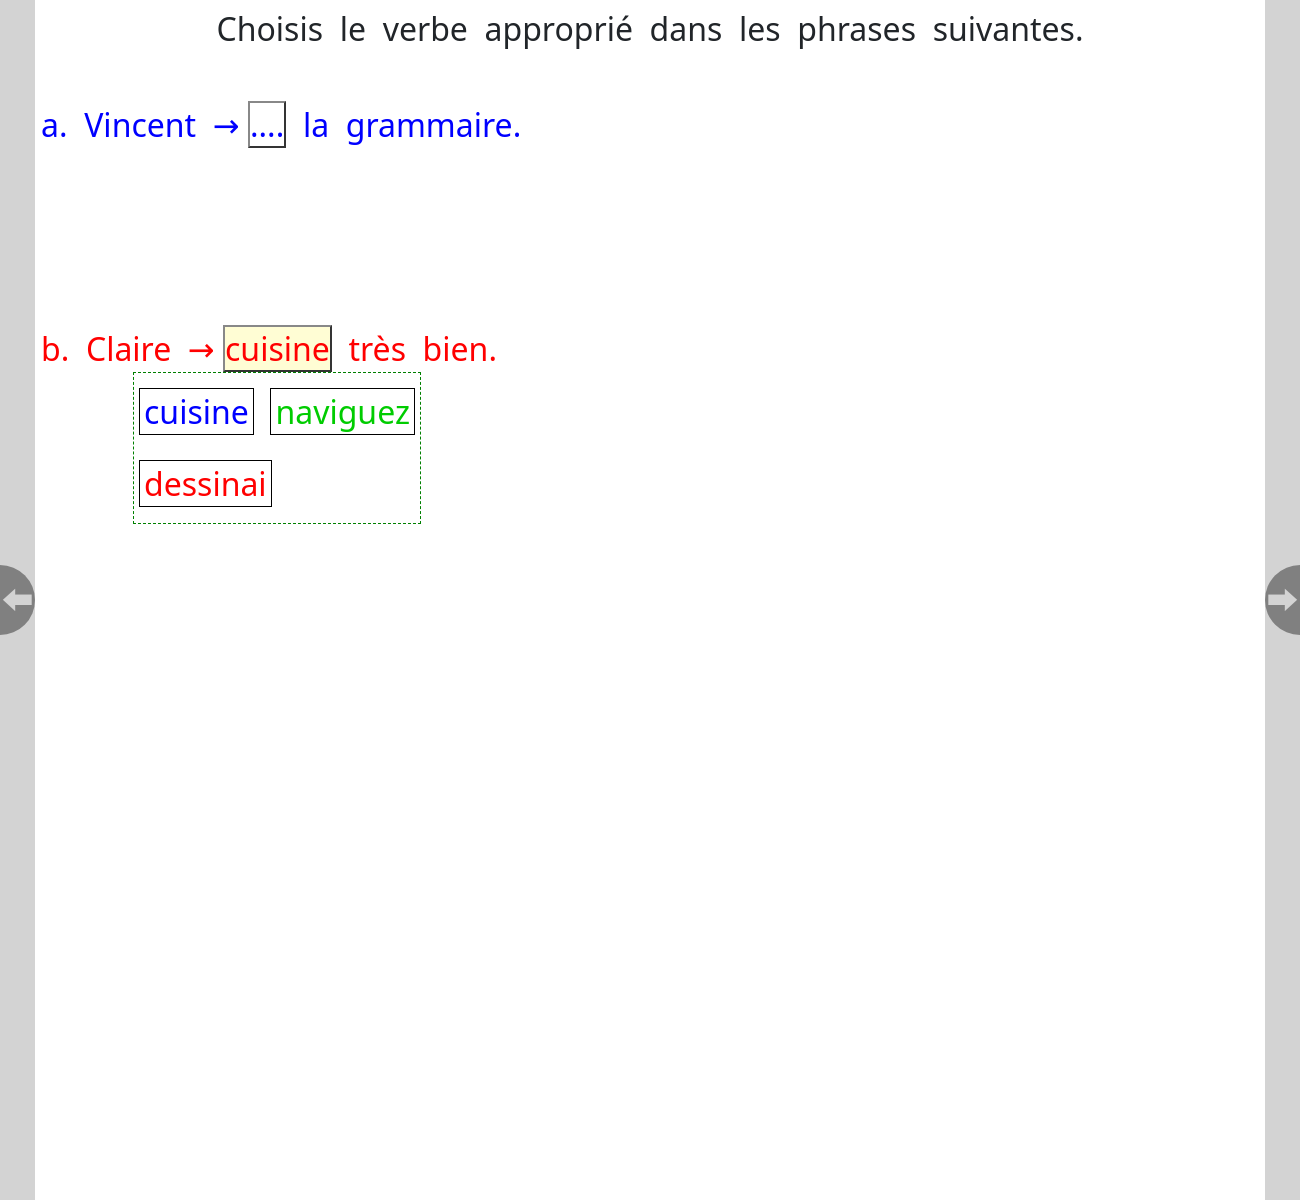 Choisis le verbe approprié dans les phrases suivantes.
a. Vincent → .... la grammaire.
b. Claire → cuisine très bien.
cuisine naviguez
dessinai